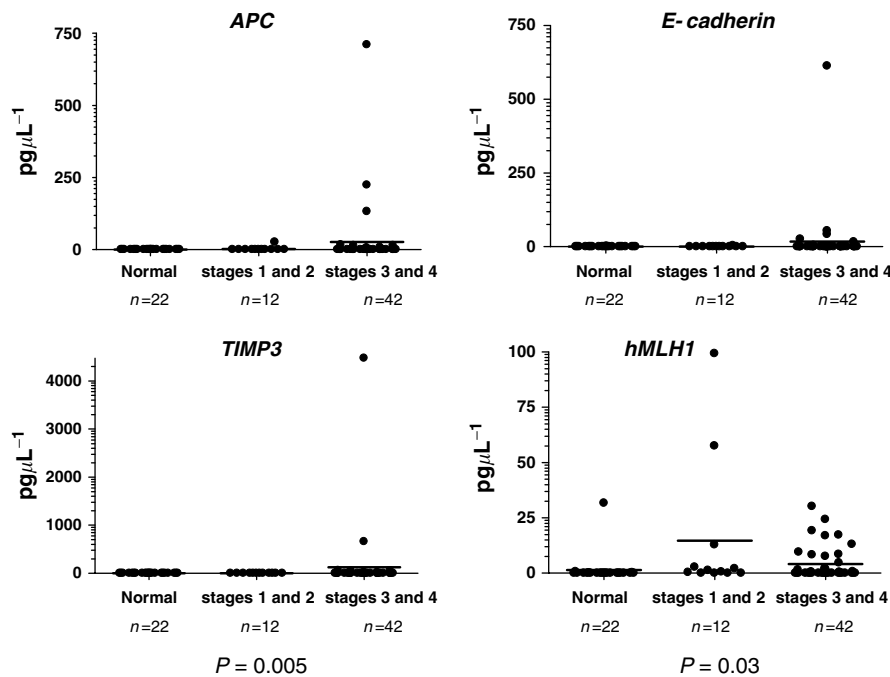 APC
750
500
250
0
pgµL⁻¹
Normal stages 1 and 2 stages 3 and 4
n=22 n=12 n=42
E- cadherin
750
500
250
0
pgµL⁻¹
Normal stages 1 and 2 stages 3 and 4
n=22 n=12 n=42
TIMP3
4000
3000
2000
1000
0
pgµL⁻¹
Normal stages 1 and 2 stages 3 and 4
n=22 n=12 n=42
P = 0.005
hMLH1
100
75
50
25
0
pgµL⁻¹
Normal stages 1 and 2 stages 3 and 4
n=22 n=12 n=42
P = 0.03